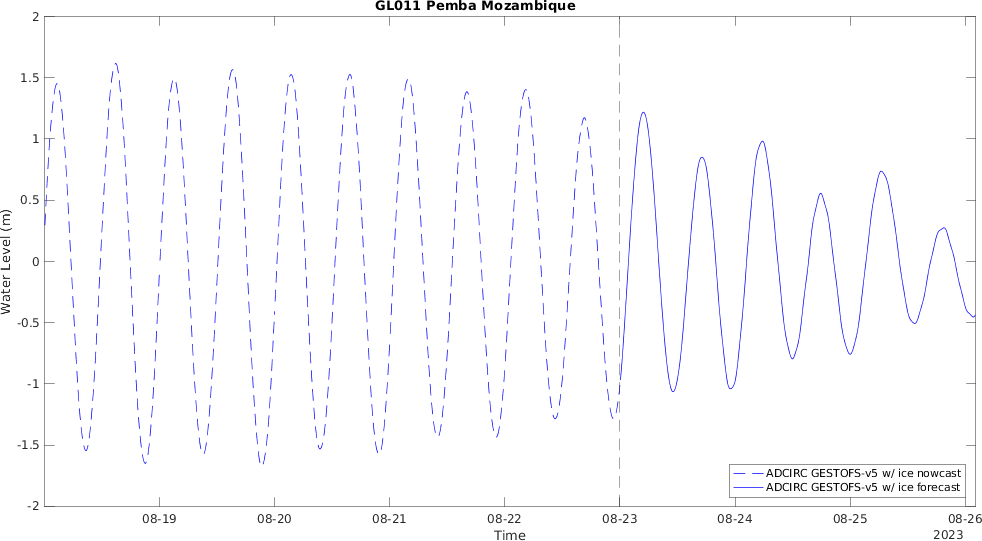 GL011 Pemba Mozambique
2
1.5
1
0.5
0
-0.5
-1
-1.5
-2
Water Level (m)
ADCIRC GESTOFS-v5 w/ ice nowcast
ADCIRC GESTOFS-v5 w/ ice forecast
08-19 08-20 08-21 08-22 08-23 08-24 08-25 08-26
Time
2023